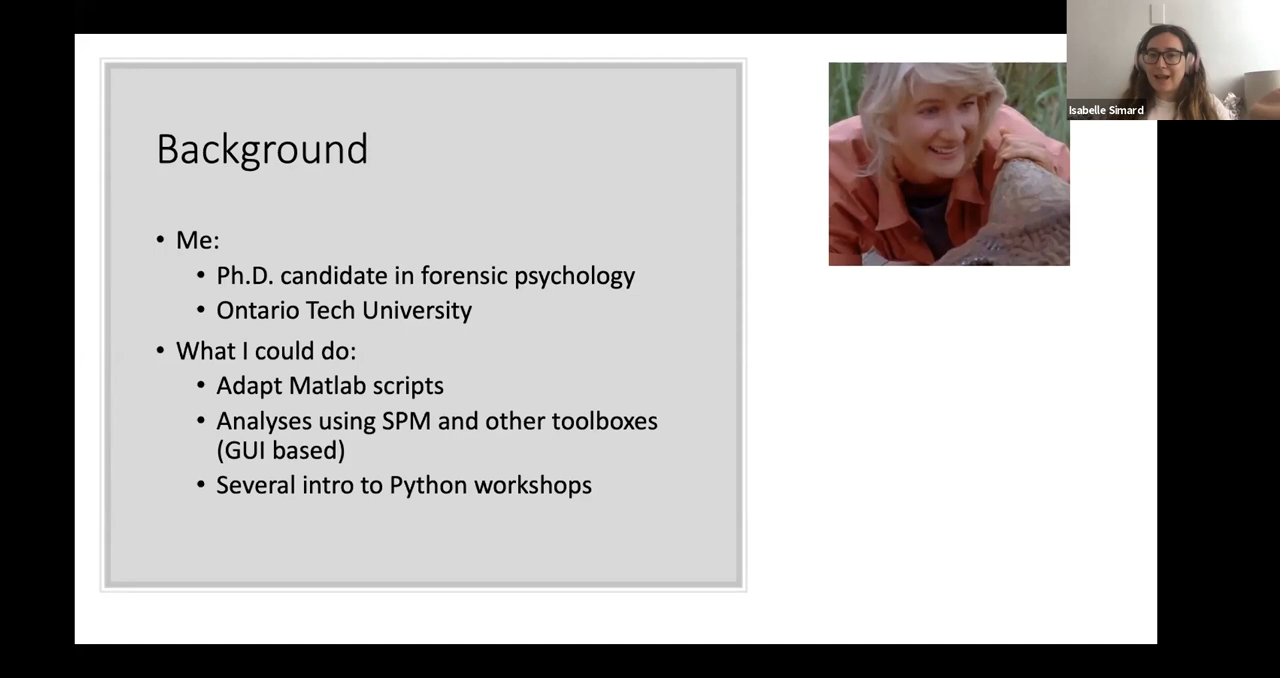 Background
• Me:
• Ph.D. candidate in forensic psychology
• Ontario Tech University
• What I could do:
• Adapt Matlab scripts
• Analyses using SPM and other toolboxes
(GUI based)
• Several intro to Python workshops
Isabelle Simard